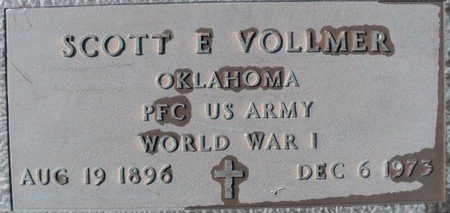 SCOTT E VOLLMER
OKLAHOMA
PFC US ARMY
WORLD WAR I
AUG 19 1896 DEC 6 1973